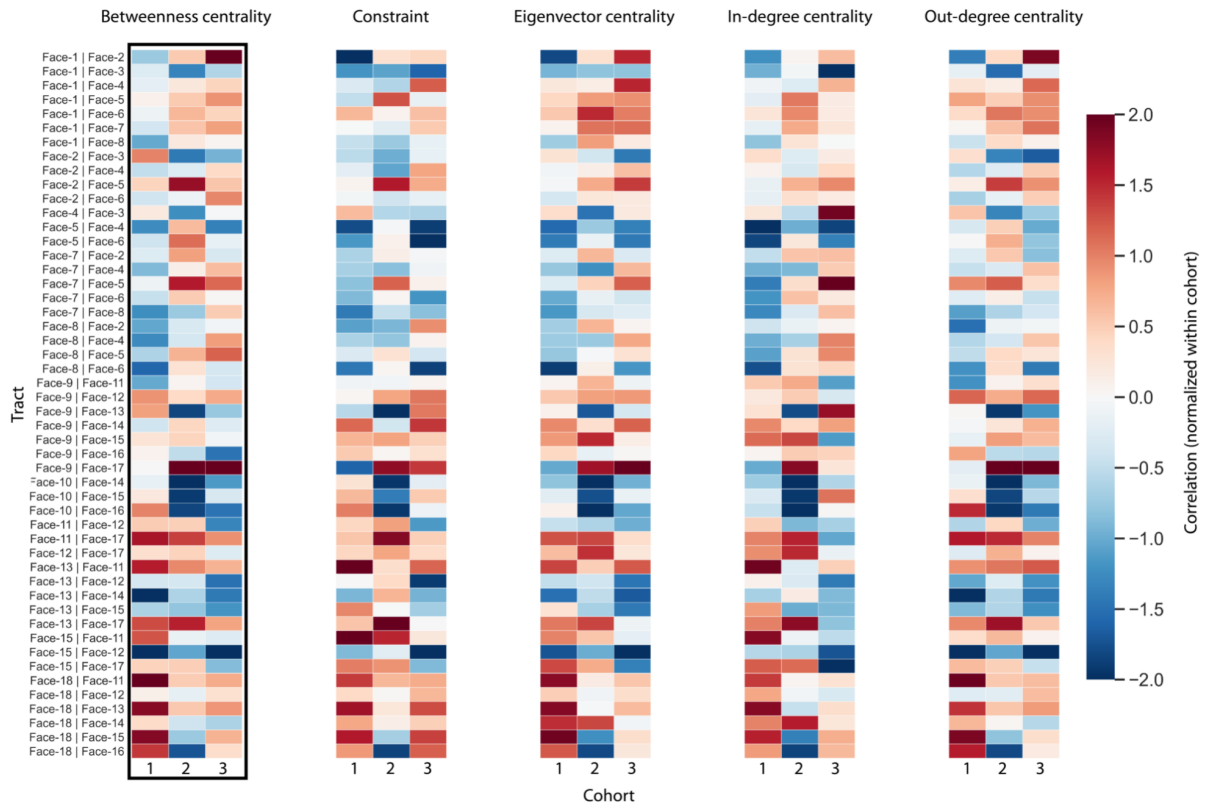 Betweenness centrality
Constraint
Eigenvector centrality
In-degree centrality
Out-degree centrality
Tract
Face-1 | Face-2
Face-1 | Face-3
Face-1 | Face-4
Face-1 | Face-5
Face-1 | Face-6
Face-1 | Face-7
Face-1 | Face-8
Face-2 | Face-3
Face-2 | Face-4
Face-2 | Face-5
Face-2 | Face-6
Face-4 | Face-3
Face-5 | Face-4
Face-5 | Face-6
Face-7 | Face-2
Face-7 | Face-4
Face-7 | Face-5
Face-7 | Face-6
Face-7 | Face-8
Face-8 | Face-2
Face-8 | Face-4
Face-8 | Face-5
Face-8 | Face-6
Face-9 | Face-11
Face-9 | Face-12
Face-9 | Face-13
Face-9 | Face-14
Face-9 | Face-15
Face-9 | Face-16
Face-9 | Face-17
Face-10 | Face-14
Face-10 | Face-15
Face-10 | Face-16
Face-11 | Face-12
Face-11 | Face-17
Face-12 | Face-17
Face-13 | Face-11
Face-13 | Face-12
Face-13 | Face-14
Face-13 | Face-15
Face-13 | Face-17
Face-15 | Face-11
Face-15 | Face-12
Face-15 | Face-17
Face-18 | Face-11
Face-18 | Face-12
Face-18 | Face-13
Face-18 | Face-14
Face-18 | Face-15
Face-18 | Face-16
1 2 3
1 2 3
1 2 3
1 2 3
1 2 3
Cohort
2.0
1.5
1.0
0.5
0.0
−0.5
−1.0
−1.5
−2.0
Correlation (normalized within cohort)